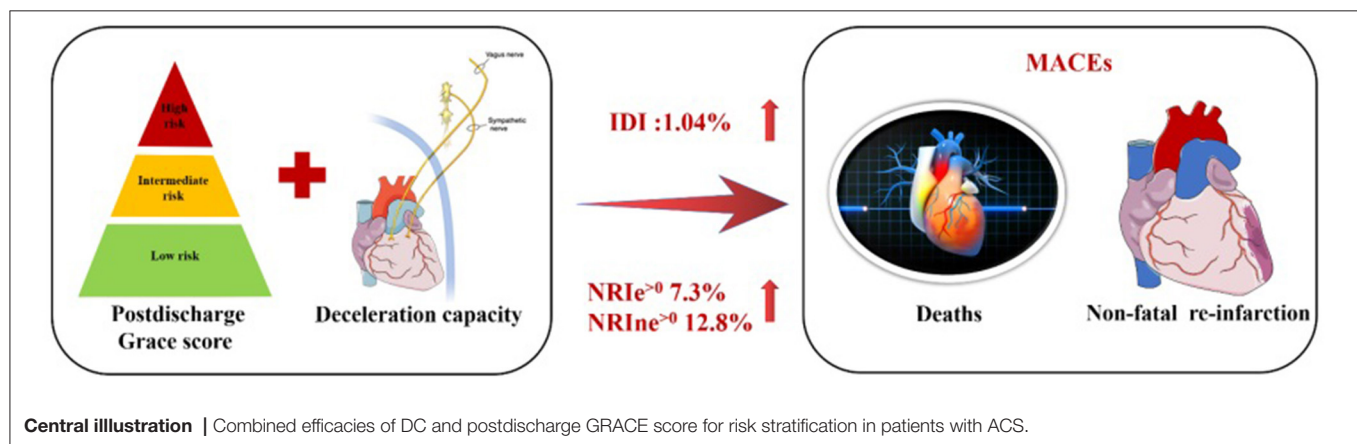 High
risk
Intermediate
risk
Low risk
Postdischarge
Grace score
Vagus nerve
Sympathetic
nerve
Deceleration capacity
IDI :1.04%
NRIe>0 7.3%
NRIne>0 12.8%
MACEs
Deaths
Non-fatal re-infarction
Central illlustration | Combined efficacies of DC and postdischarge GRACE score for risk stratification in patients with ACS.